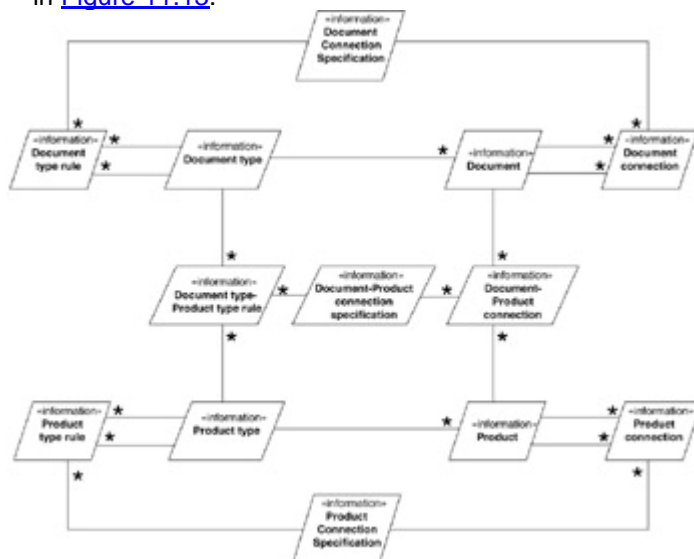 in Figure 11.18.
«information»
Document
Connection
Specification
*
*
«information»
Document
type rule
*
*
«information»
Document type
*
«information»
Document
*
*
«information»
Document
connection
*
*
«information»
Document type-
Product type rule
*
«information»
Document-Product
connection
specification
*
«information»
Document-
Product
connection
*
*
«information»
Product
type rule
*
*
«information»
Product type
*
«information»
Product
*
*
«information»
Product
connection
*
*
«information»
Product
Connection
Specification